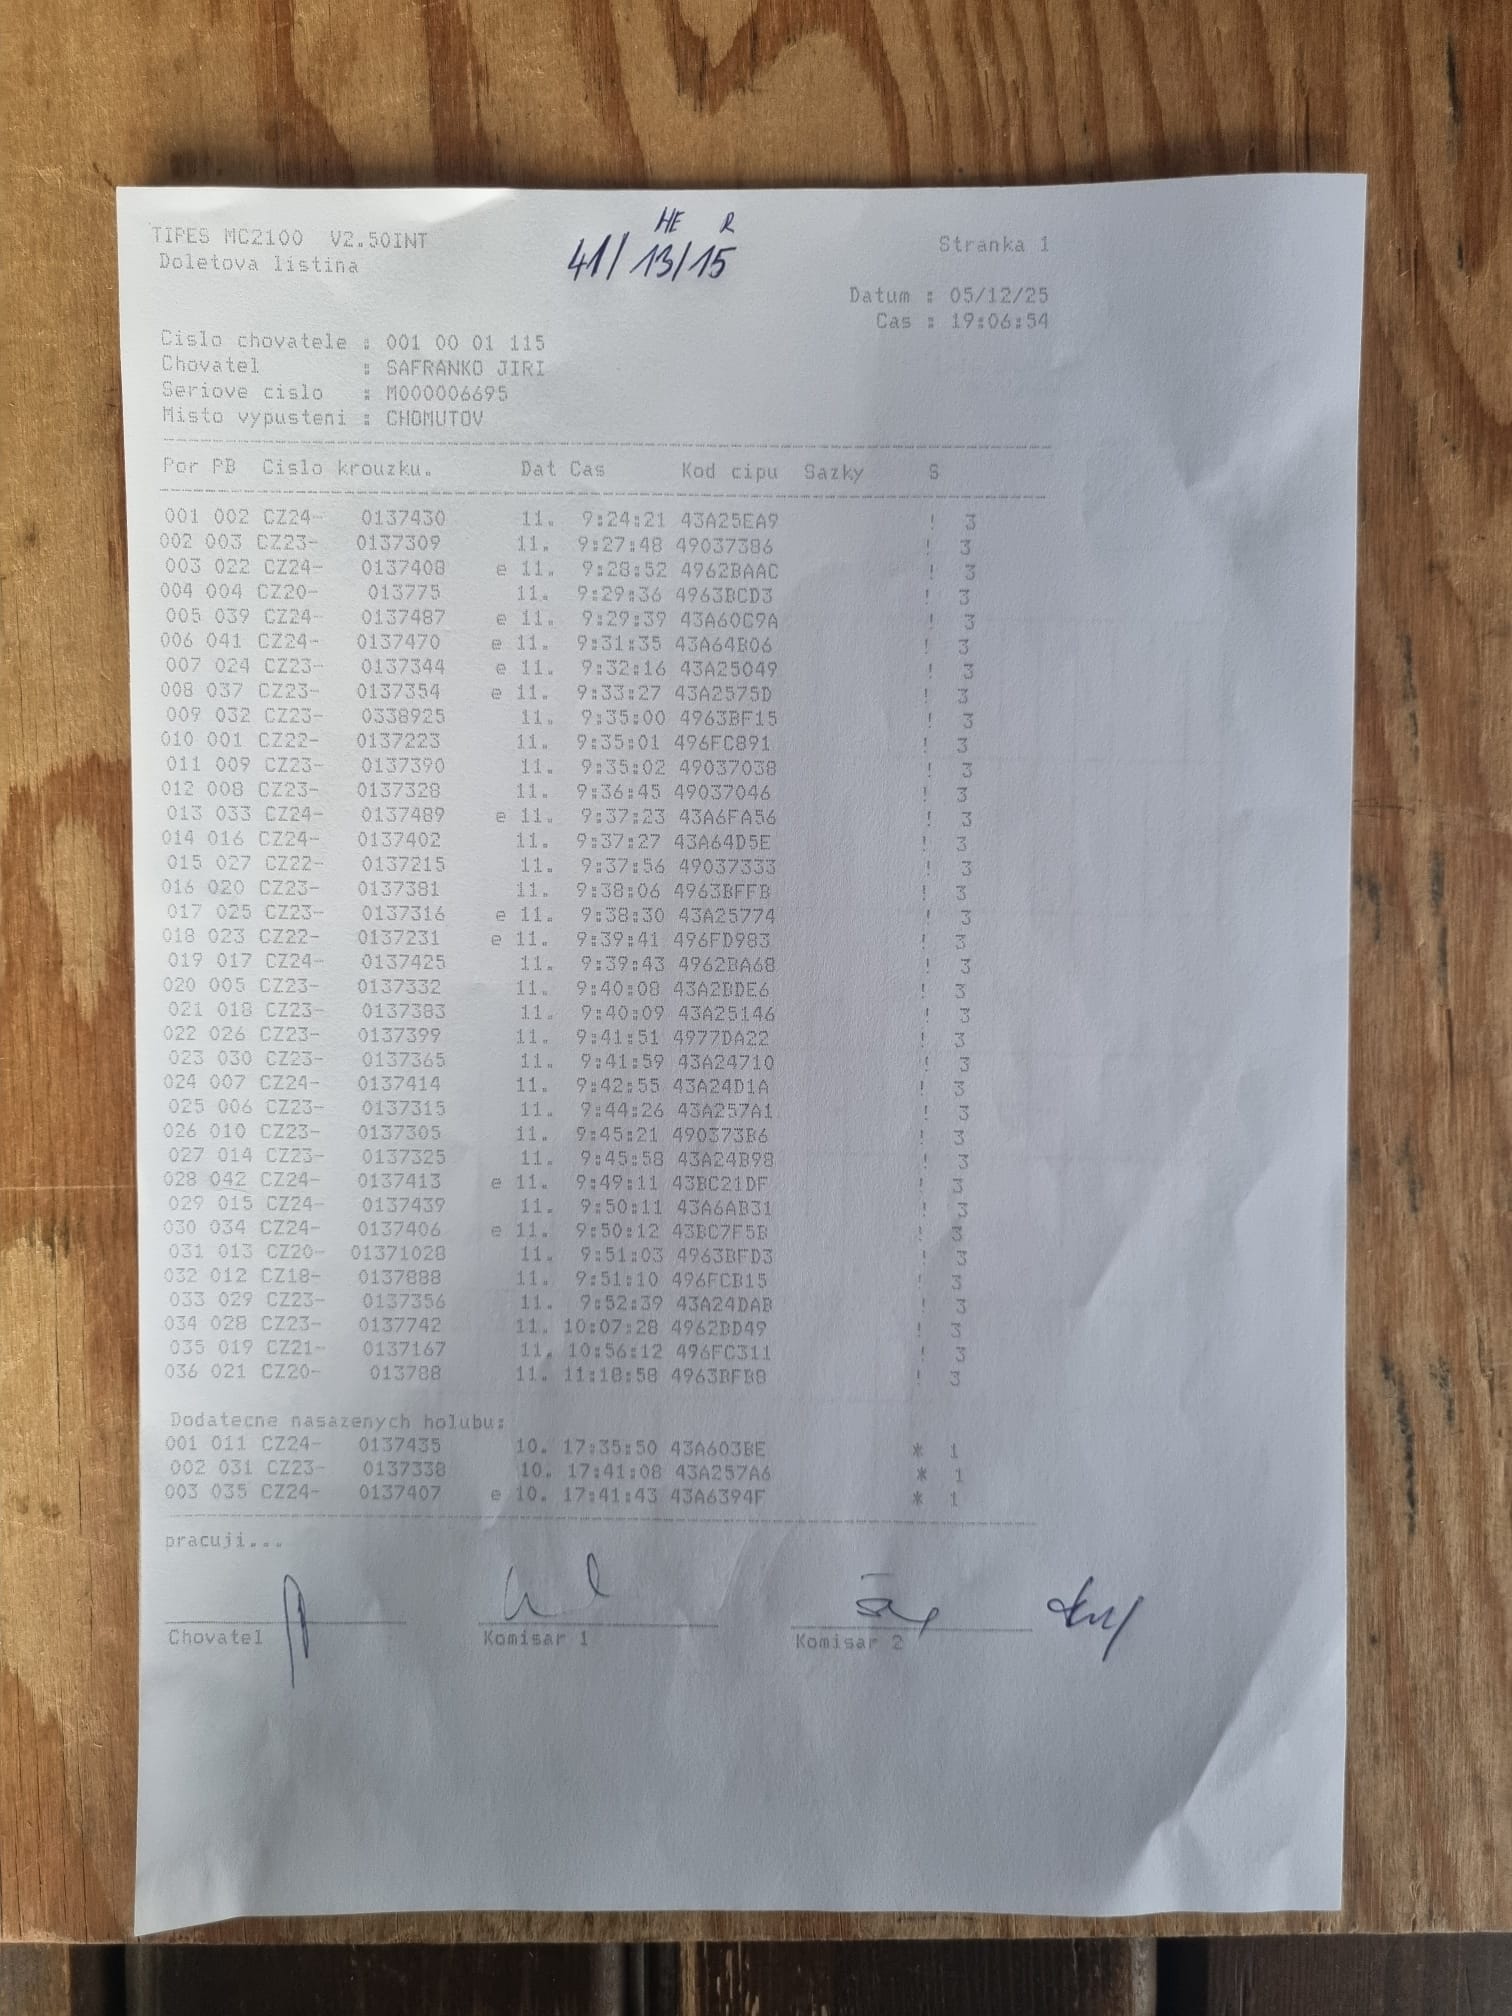 HE R
TIPES MC2100 V2.50INT 41/13/15 Stranka 1
Doletova listina
Datum : 05/12/25
Cas : 19:06:54
Cislo chovatele : 001 00 01 115
Chovatel : SAFRANKO JIRI
Seriove cislo : M000006695
Misto vypusteni : CHOMUTOV
Por PB Cislo krouzku. Dat Cas Kod cipu Sazky S
001 002 CZ24- 0137430 11. 9:24:21 43A25EA9 ! 3
002 003 CZ23- 0137309 11. 9:27:48 49037386 ! 3
003 022 CZ24- 0137408 e 11. 9:28:52 4962BAAC ! 3
004 004 CZ20- 013775 11. 9:29:36 4963BCD3 ! 3
005 039 CZ24- 0137487 e 11. 9:29:39 43A60C9A ! 3
006 041 CZ24- 0137470 e 11. 9:31:35 43A64B06 ! 3
007 024 CZ23- 0137344 e 11. 9:32:16 43A25049 ! 3
008 037 CZ23- 0137354 e 11. 9:33:27 43A2575D ! 3
009 032 CZ23- 0338925 11. 9:35:00 4963BF15 ! 3
010 001 CZ22- 0137223 11. 9:35:01 496FC891 ! 3
011 009 CZ23- 0137390 11. 9:35:02 49037038 ! 3
012 008 CZ23- 0137328 11. 9:36:45 49037046 ! 3
013 033 CZ24- 0137489 e 11. 9:37:23 43A6FA56 ! 3
014 016 CZ24- 0137402 11. 9:37:27 43A64D5E ! 3
015 027 CZ22- 0137215 11. 9:37:56 49037333 ! 3
016 020 CZ23- 0137381 11. 9:38:06 4963BFFB ! 3
017 025 CZ23- 0137316 e 11. 9:38:30 43A25774 ! 3
018 023 CZ22- 0137231 e 11. 9:39:41 496FD983 ! 3
019 017 CZ24- 0137425 11. 9:39:43 4962BA68 ! 3
020 005 CZ23- 0137332 11. 9:40:08 43A2BDE6 ! 3
021 018 CZ23- 0137383 11. 9:40:09 43A25146 ! 3
022 026 CZ23- 0137399 11. 9:41:51 4977DA22 ! 3
023 030 CZ23- 0137365 11. 9:41:59 43A24710 ! 3
024 007 CZ24- 0137414 11. 9:42:55 43A24D1A ! 3
025 006 CZ23- 0137315 11. 9:44:26 43A257A1 ! 3
026 010 CZ23- 0137305 11. 9:45:21 490373B6 ! 3
027 014 CZ23- 0137325 11. 9:45:58 43A24B98 ! 3
028 042 CZ24- 0137413 e 11. 9:49:11 43BC21DF ! 3
029 015 CZ24- 0137439 11. 9:50:11 43A6AB31 ! 3
030 034 CZ24- 0137406 e 11. 9:50:12 43BC7F5B ! 3
031 013 CZ20- 01371028 11. 9:51:03 4963BFD3 ! 3
032 012 CZ18- 0137888 11. 9:51:10 496FCB15 ! 3
033 029 CZ23- 0137356 11. 9:52:39 43A24DAB ! 3
034 028 CZ23- 0137742 11. 10:07:28 4962DD49 ! 3
035 019 CZ21- 0137167 11. 10:56:12 496FC311 ! 3
036 021 CZ20- 013788 11. 11:18:58 4963BFB8 ! 3
Dodatecne nasazenych holubu:
001 011 CZ24- 0137435 10. 17:35:50 43A603BE * 1
002 031 CZ23- 0137338 10. 17:41:08 43A257A6 * 1
003 035 CZ24- 0137407 e 10. 17:41:43 43A6394F * 1
pracuji...
Chovatel Komisar 1 Komisar 2